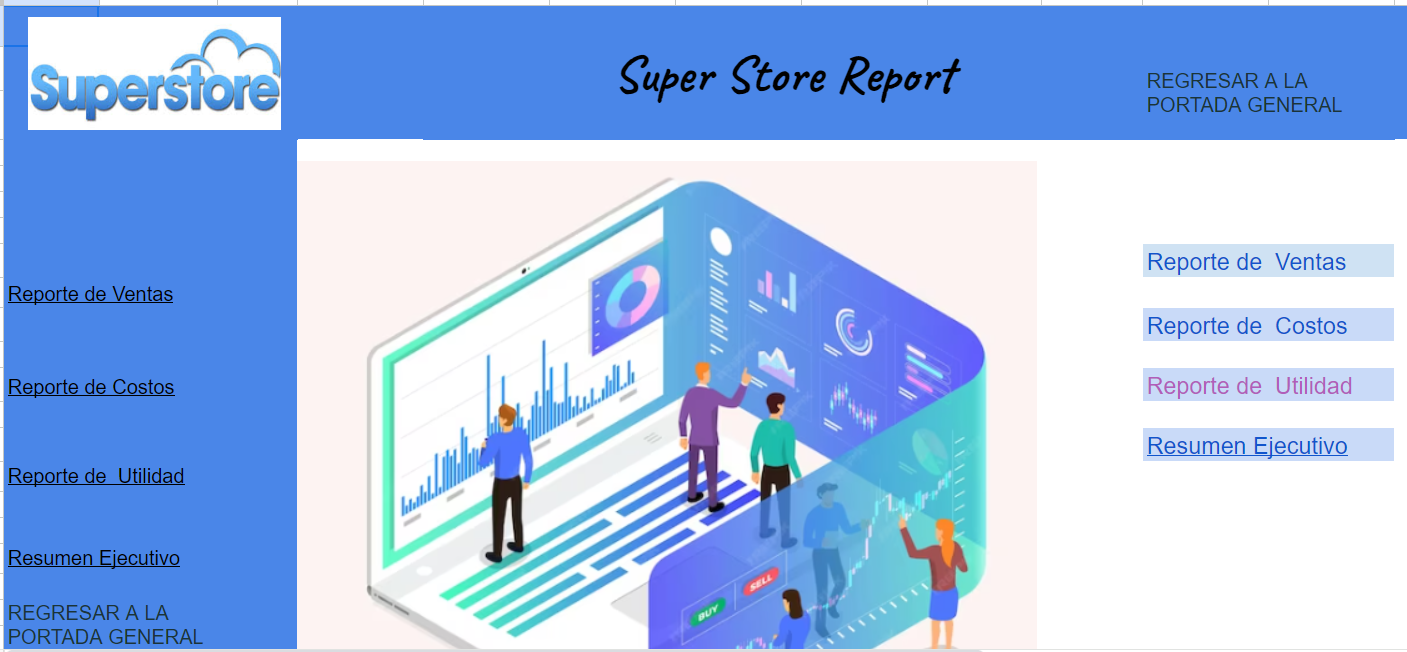 Superstore
Super Store Report
REGRESAR A LA
PORTADA GENERAL
Reporte de Ventas
Reporte de Costos
Reporte de  Utilidad
Resumen Ejecutivo
REGRESAR A LA
PORTADA GENERAL
BUY
SELL
Reporte de  Ventas
Reporte de  Costos
Reporte de  Utilidad
Resumen Ejecutivo